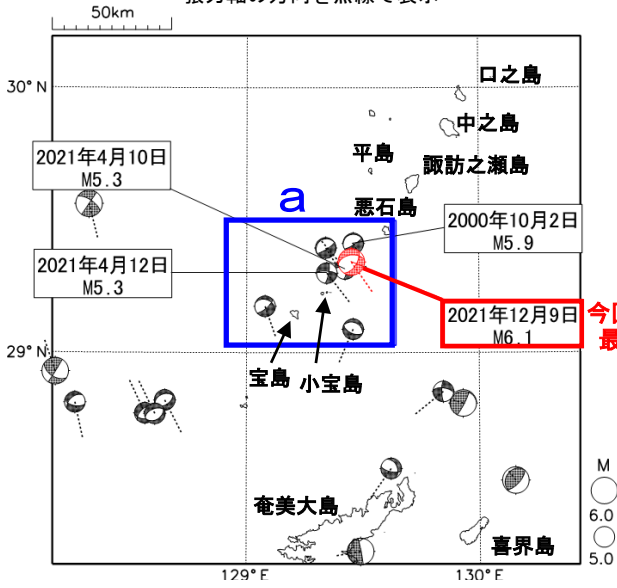 50km
30°N
口之島
中之島
平島
諏訪之瀬島
2021年4月10日
M5.3
a
悪石島
2000年10月2日
M5.9
2021年4月12日
M5.3
2021年12月9日
M6.1
29°N
宝島
小宝島
M
6.0
5.0
奄美大島
喜界島
129°E
130°E